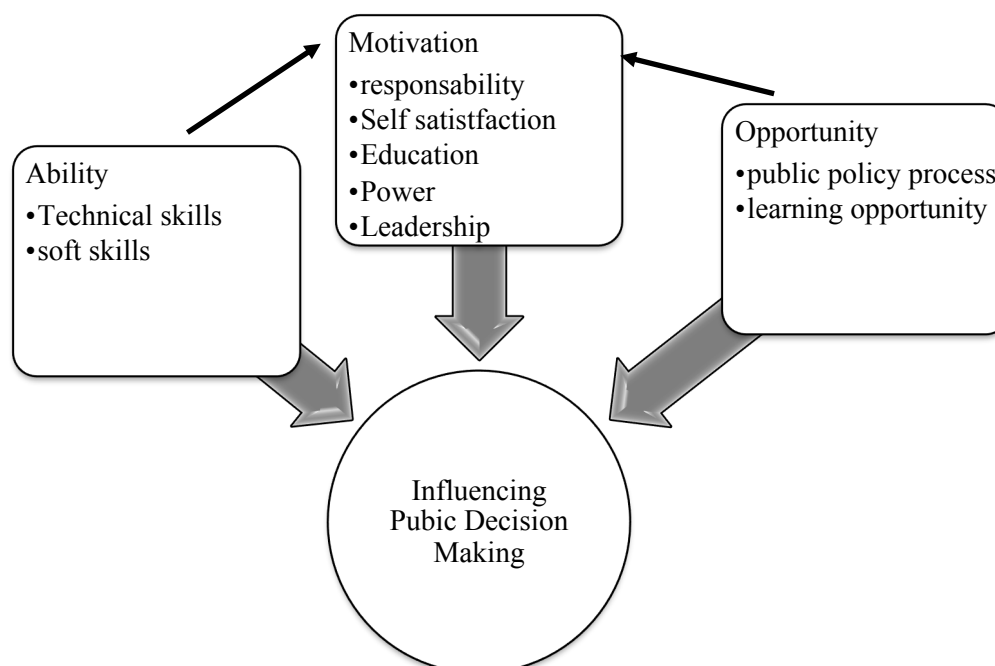 Motivation
•responsability
•Self satistfaction
•Education
•Power
•Leadership
Ability
•Technical skills
•soft skills
Opportunity
•public policy process
•learning opportunity
Influencing
Pubic Decision
Making